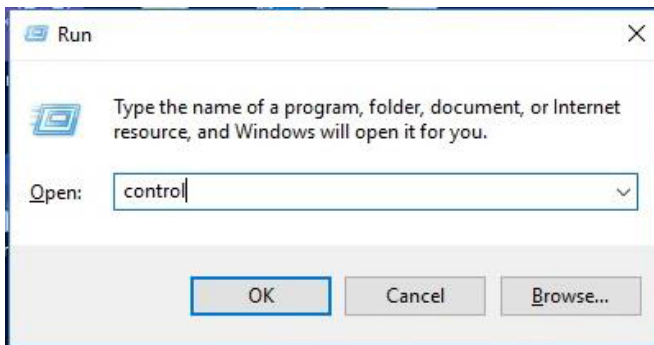 Run
Type the name of a program, folder, document, or Internet
resource, and Windows will open it for you.
Open: control
OK Cancel Browse...